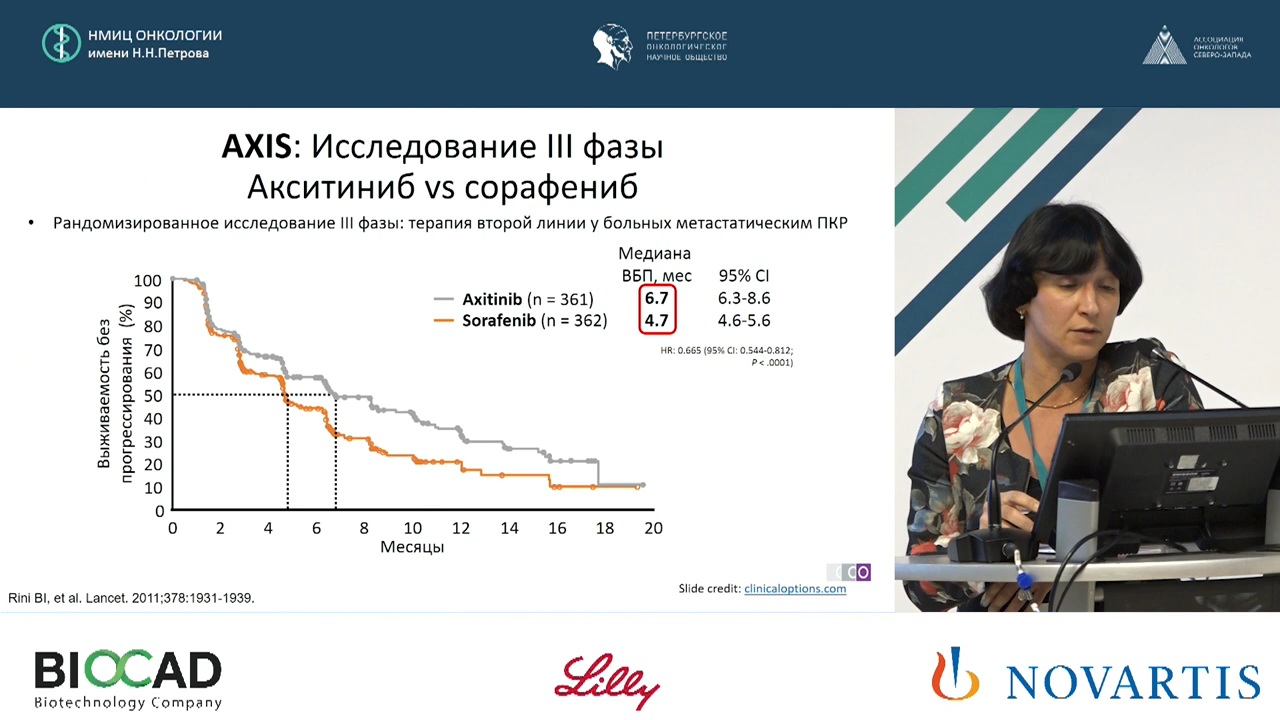 НМИЦ ОНКОЛОГИИ
имени Н.Н.Петрова
ПЕТЕРБУРГСКОЕ
ОНКОЛОГИЧЕСКОЕ
НАУЧНОЕ ОБЩЕСТВО
АССОЦИАЦИЯ
ОНКОЛОГОВ
СЕВЕРО-ЗАПАДА
AXIS: Исследование III фазы
Акситиниб vs сорафениб
• Рандомизированное исследование III фазы: терапия второй линии у больных метастатическим ПКР
Медиана
ВБП, мес 95% CI
Axitinib (n = 361) 6.7 6.3-8.6
Sorafenib (n = 362) 4.7 4.6-5.6
HR: 0.665 (95% CI: 0.544-0.812;
P < .0001)
Выживаемость без
прогрессирования (%)
100
90
80
70
60
50
40
30
20
10
0
0 2 4 6 8 10 12 14 16 18 20
Месяцы
CCO
Slide credit: clinicaloptions.com
Rini BI, et al. Lancet. 2011;378:1931-1939.
BIOCAD
Biotechnology Company
Lilly
NOVARTIS